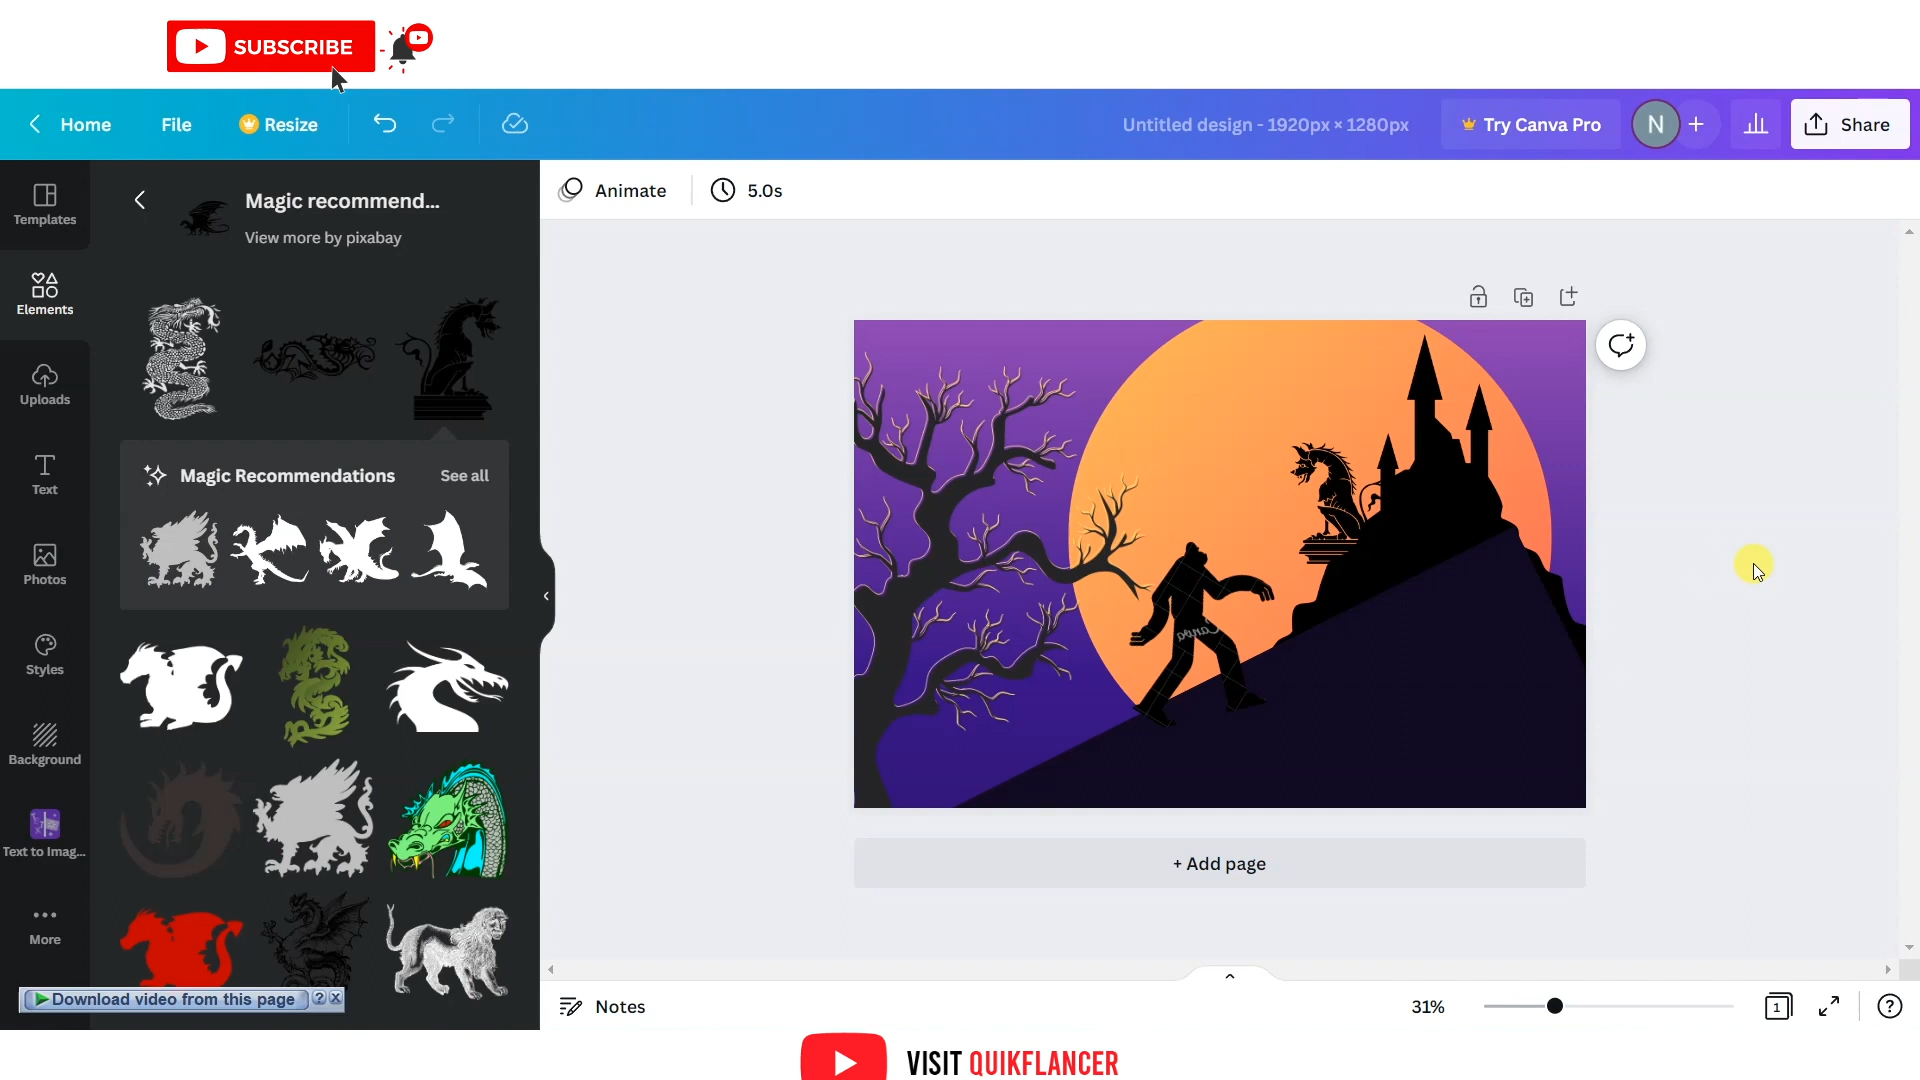 SUBSCRIBE
Home
File
Resize
Untitled design - 1920px × 1280px
Try Canva Pro
N
Share
Templates
Elements
Uploads
Text
Photos
Styles
Background
Text to Imag...
More
Magic recommend...
View more by pixabay
Magic Recommendations
See all
Animate
5.0s
Canva
+ Add page
Download video from this page
Notes
31%
1
VISIT QUIKFLANCER